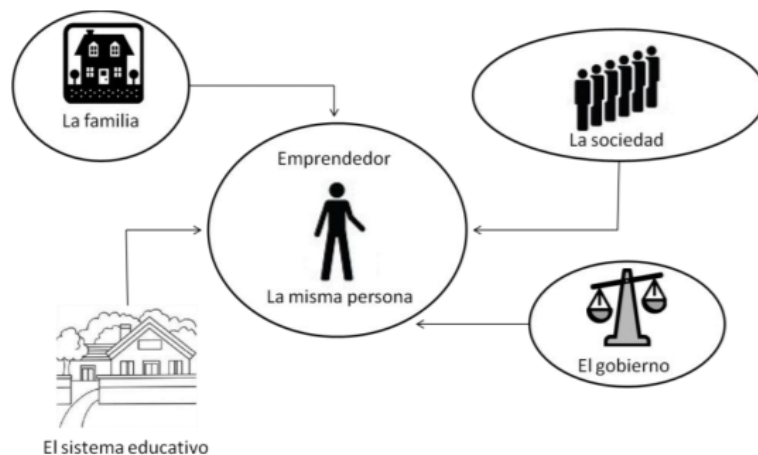 La familia
La sociedad
Emprendedor
La misma persona
El gobierno
El sistema educativo